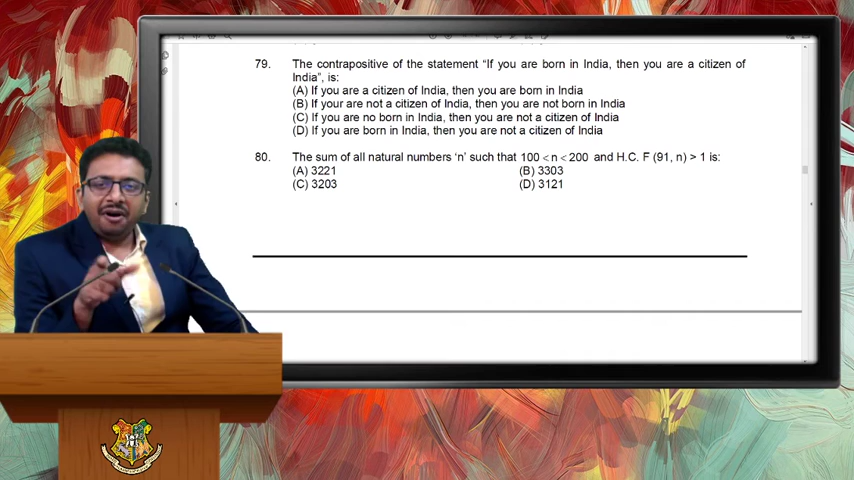 79. The contrapositive of the statement “If you are born in India, then you are a citizen of
India”, is:
(A) If you are a citizen of India, then you are born in India
(B) If your are not a citizen of India, then you are not born in India
(C) If you are no born in India, then you are not a citizen of India
(D) If you are born in India, then you are not a citizen of India
80. The sum of all natural numbers ‘n’ such that 100 < n < 200 and H.C. F (91, n) > 1 is:
(A) 3221 (B) 3303
(C) 3203 (D) 3121